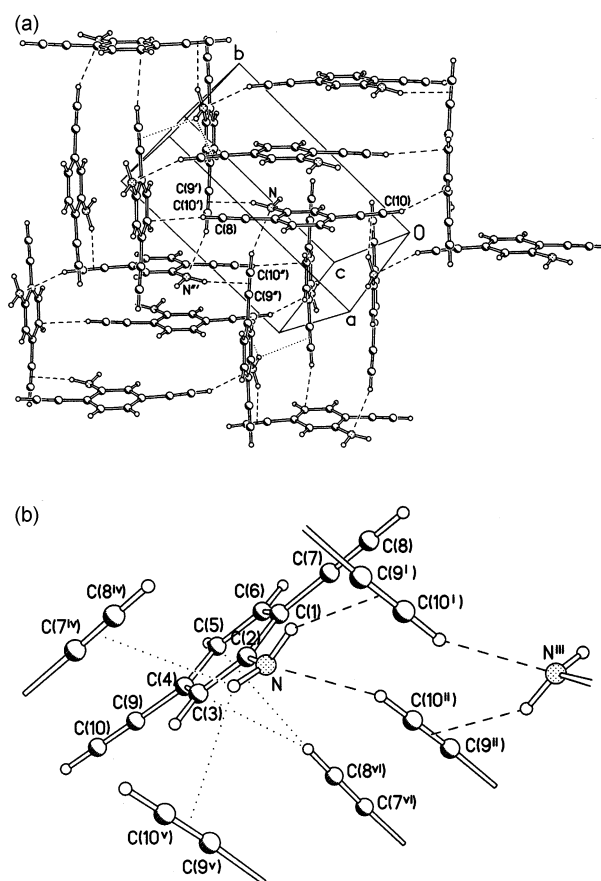 (a)
b
C(9')
C(10')
N
C(8)
C(10)
O
C(10")
c
C(9")
a
(b)
C(8)
C(7)
C(9ᴵ)
C(8ᴵⱽ)
C(6)
C(1)
C(10ᴵ)
C(7ᴵⱽ)
C(5)
C(2)
Nᴵᴵᴵ
C(4)
N
C(10ᴵᴵ)
C(9)
C(3)
C(9ᴵᴵ)
C(10)
C(8ⱽᴵ)
C(7ⱽᴵ)
C(10ⱽ)
C(9ⱽ)